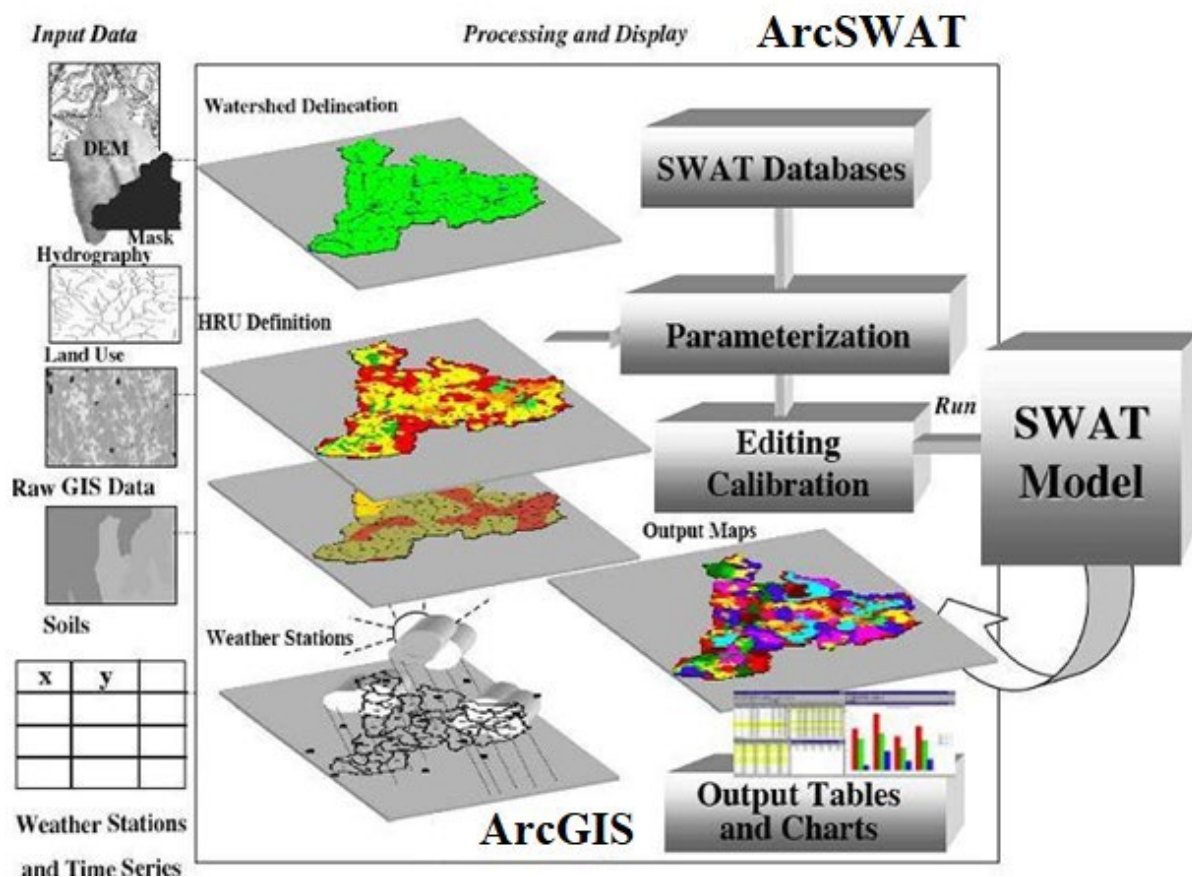 Input Data
Processing and Display
ArcSWAT
DEM
Mask
Hydrography
Land Use
Raw GIS Data
Soils
x y
Weather Stations
and Time Series
Watershed Delineation
HRU Definition
Weather Stations
ArcGIS
SWAT Databases
Parameterization
Editing
Calibration
Run
SWAT
Model
Output Maps
Output Tables
and Charts